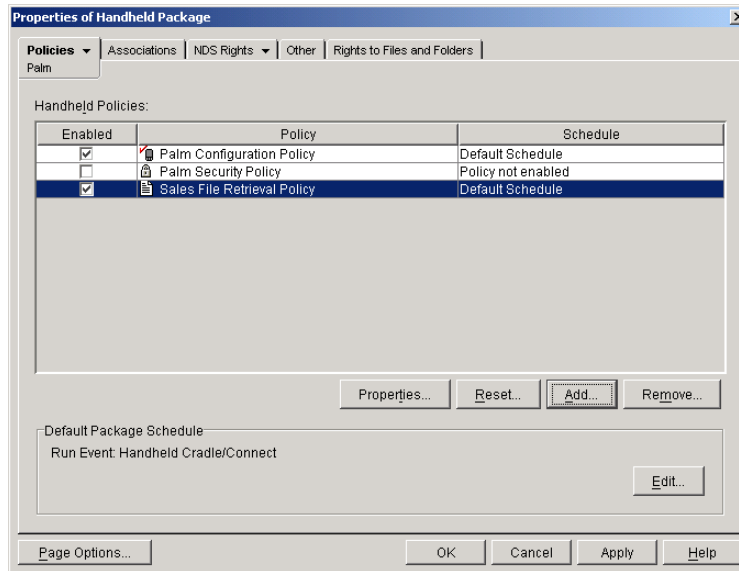 Properties of Handheld Package
Policies Associations NDS Rights Other Rights to Files and Folders
Palm
Handheld Policies:
Enabled Policy Schedule
Palm Configuration Policy Default Schedule
Palm Security Policy Policy not enabled
Sales File Retrieval Policy Default Schedule
Properties... Reset... Add... Remove...
Default Package Schedule
Run Event: Handheld Cradle/Connect
Edit...
Page Options... OK Cancel Apply Help